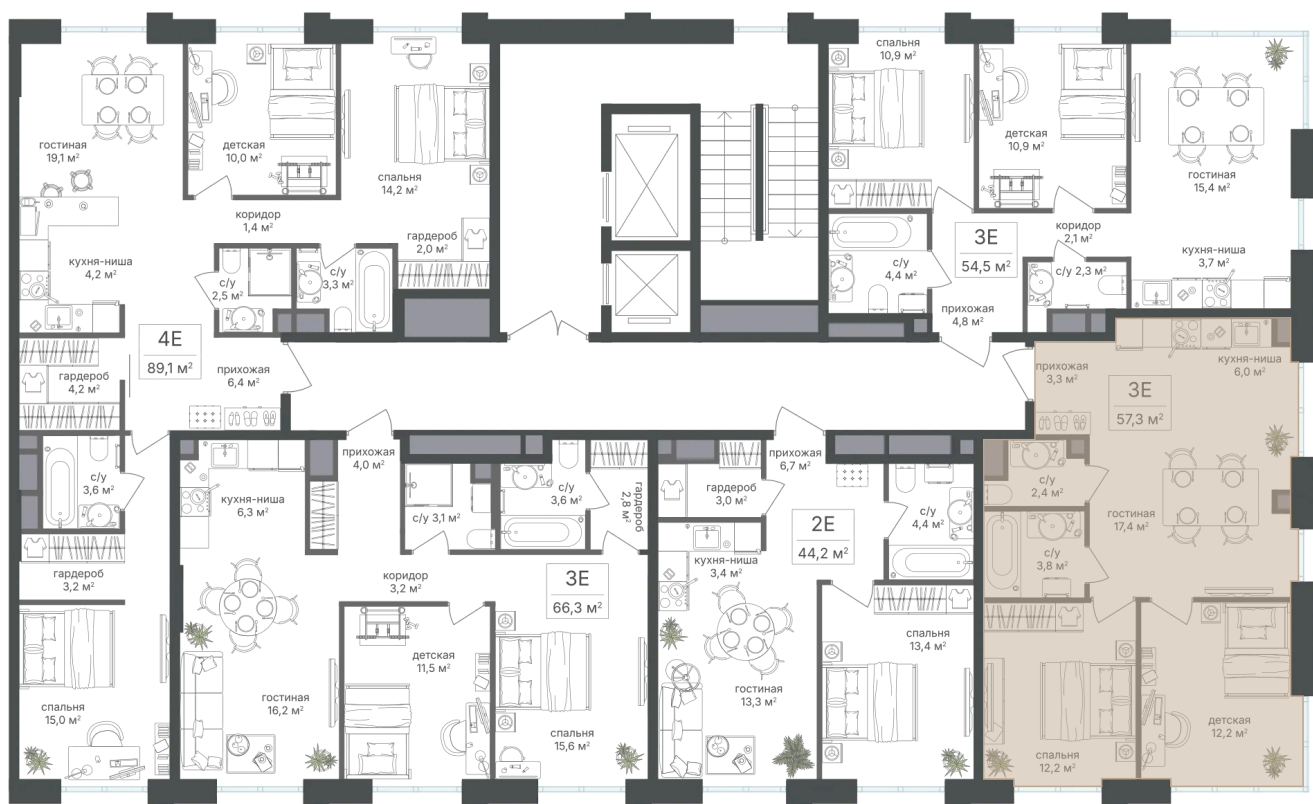 гостиная
19,1 м²
кухня-ниша
4,2 м²
детская
10,0 м²
спальня
14,2 м²
коридор
1,4 м²
гардероб
2,0 м²
с/у
2,5 м²
с/у
3,3 м²
4Е
89,1 м²
гардероб
4,2 м²
прихожая
6,4 м²
с/у
3,6 м²
гардероб
3,2 м²
спальня
15,0 м²
кухня-ниша
6,3 м²
прихожая
4,0 м²
с/у 3,1 м²
с/у
3,6 м²
гардероб
2,8 м²
коридор
3,2 м²
3Е
66,3 м²
гостиная
16,2 м²
детская
11,5 м²
спальня
15,6 м²
прихожая
6,7 м²
гардероб
3,0 м²
2Е
44,2 м²
с/у
4,4 м²
кухня-ниша
3,4 м²
гостиная
13,3 м²
спальня
13,4 м²
спальня
10,9 м²
детская
10,9 м²
гостиная
15,4 м²
3Е
54,5 м²
коридор
2,1 м²
кухня-ниша
3,7 м²
с/у
4,4 м²
с/у 2,3 м²
прихожая
4,8 м²
прихожая
3,3 м²
кухня-ниша
6,0 м²
3Е
57,3 м²
с/у
2,4 м²
гостиная
17,4 м²
с/у
3,8 м²
спальня
12,2 м²
детская
12,2 м²